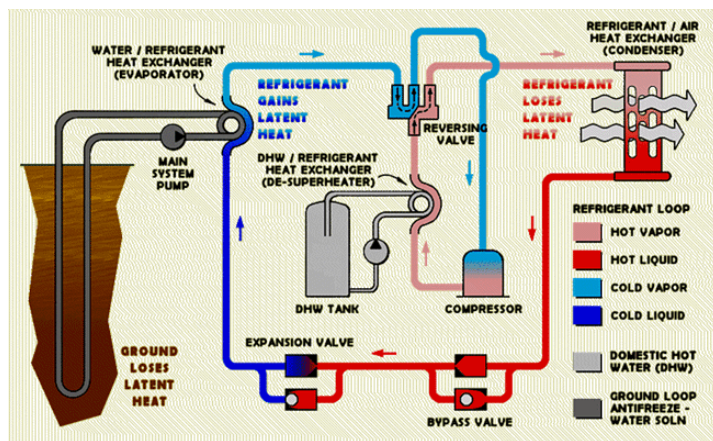 WATER / REFRIGERANT
HEAT EXCHANGER
(EVAPORATOR)
REFRIGERANT
GAINS
LATENT
HEAT
MAIN
SYSTEM
PUMP
GROUND
LOSES
LATENT
HEAT
DHW / REFRIGERANT
HEAT EXCHANGER
(DE-SUPERHEATER)
DHW TANK
REVERSING
VALVE
COMPRESSOR
EXPANSION VALVE
BYPASS VALVE
REFRIGERANT
LOSES
LATENT
HEAT
REFRIGERANT / AIR
HEAT EXCHANGER
(CONDENSER)
REFRIGERANT LOOP
HOT VAPOR
HOT LIQUID
COLD VAPOR
COLD LIQUID
DOMESTIC HOT
WATER (DHW)
GROUND LOOP
ANTIFREEZE -
WATER SOLN